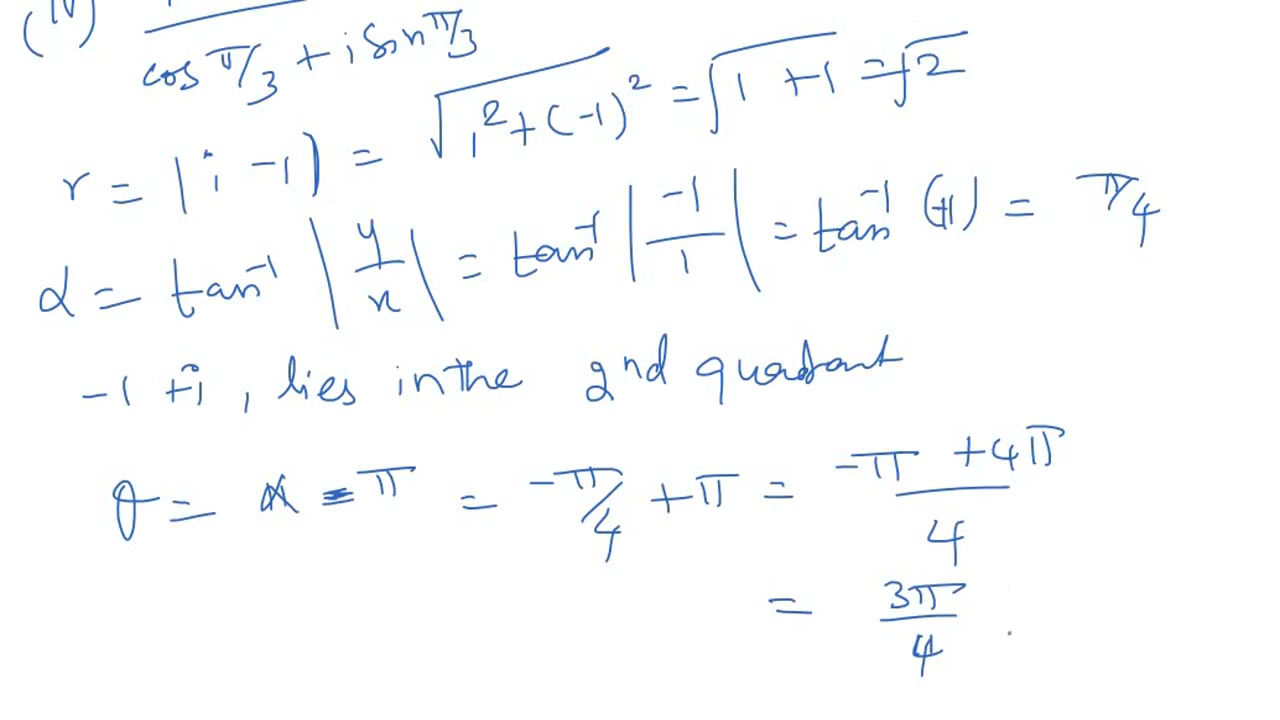 (iv)
cos π/3 + i Sin π/3
r = |i - 1| = √(1² + (-1)²) = √(1 + 1) = √2
α = tan⁻¹ |y/x| = tan⁻¹ |-1/1| = tan⁻¹ (+1) = π/4
-1 + i, lies in the 2nd quadrant
θ = π = -π/4 + π = (-π + 4π)/4
= 3π/4